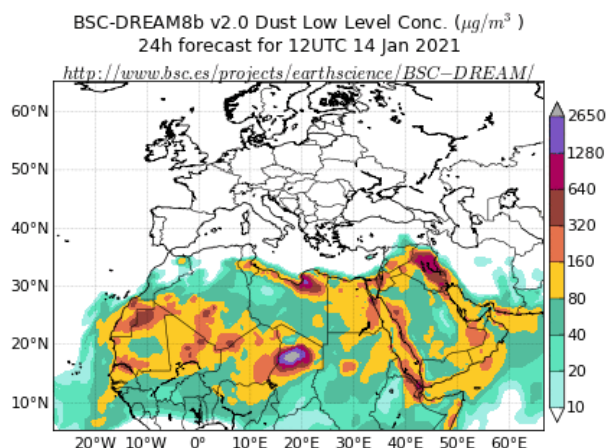 BSC-DREAM8b v2.0 Dust Low Level Conc. (μg/m³ )
24h forecast for 12UTC 14 Jan 2021
http://www.bsc.es/projects/earthscience/BSC−DREAM/
60°N
50°N
40°N
30°N
20°N
10°N
20°W 10°W 0° 10°E 20°E 30°E 40°E 50°E 60°E
2650
1280
640
320
160
80
40
20
10